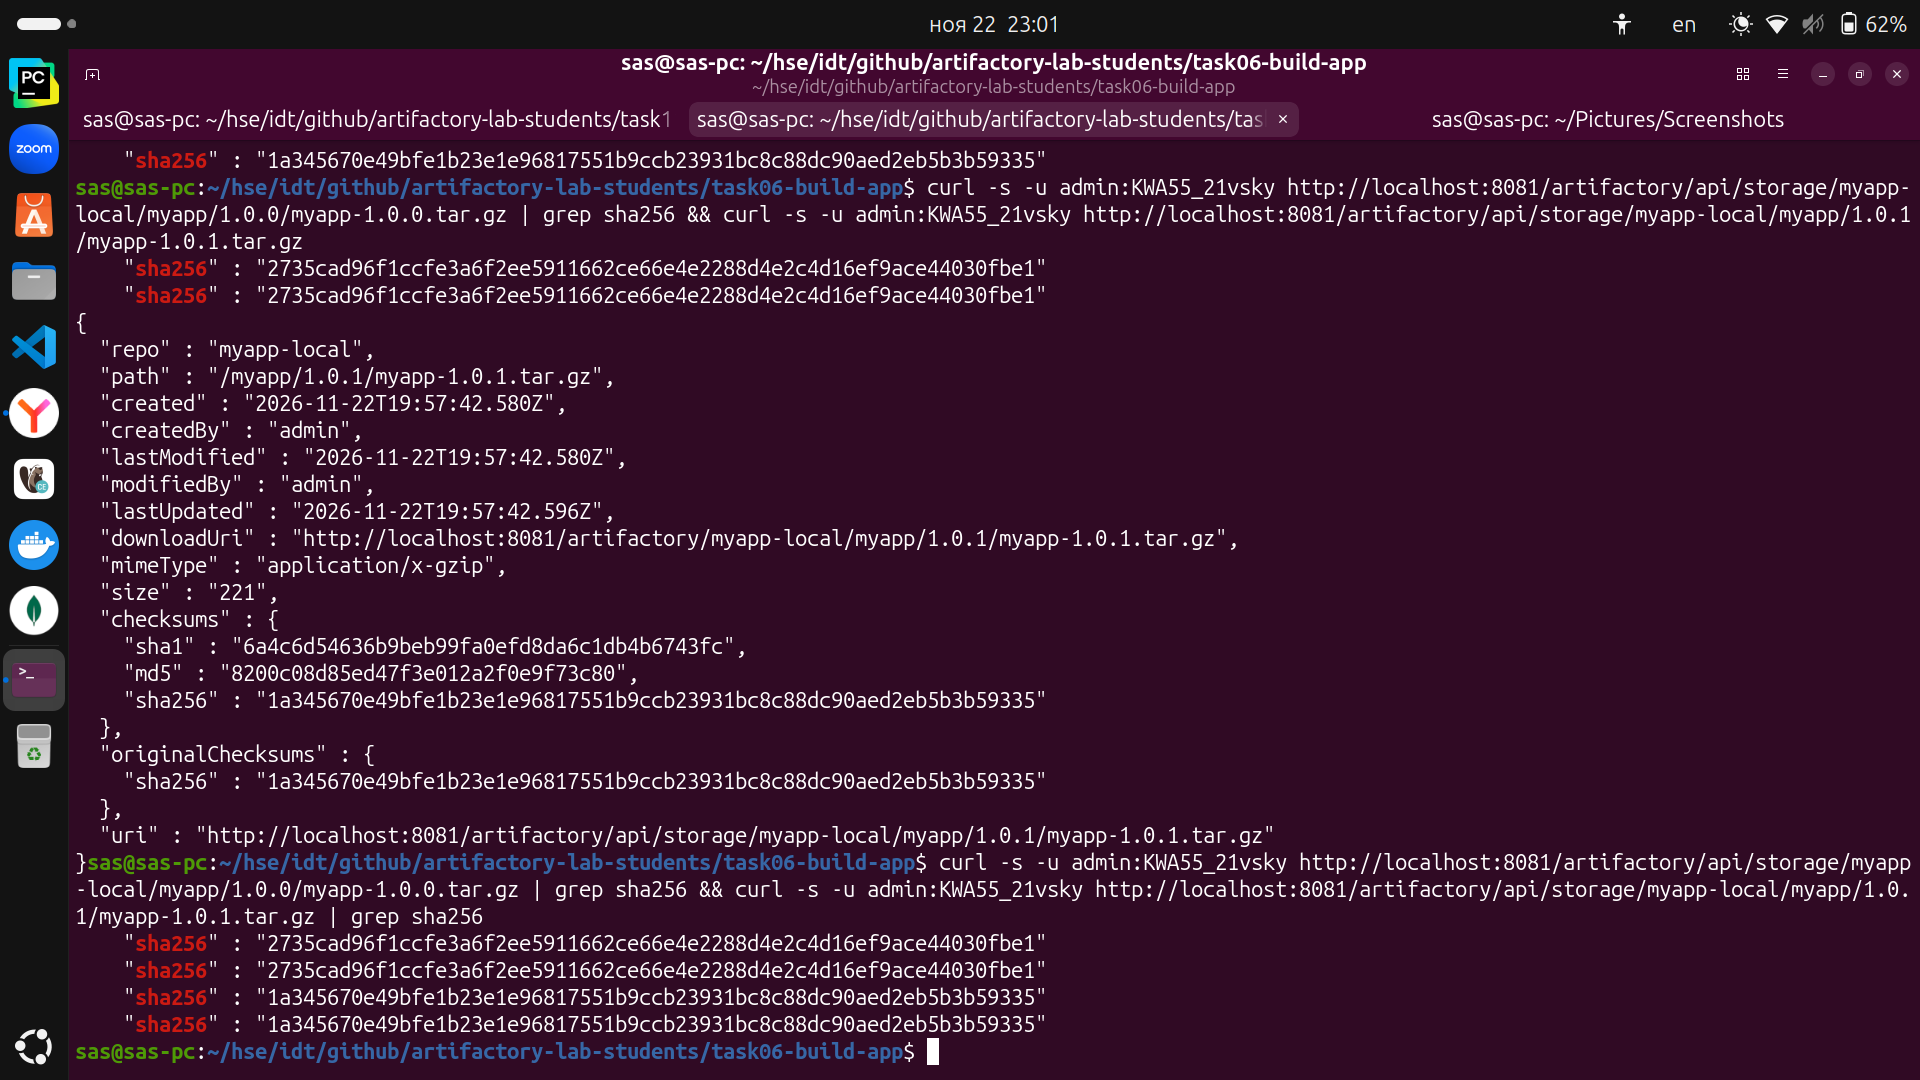 ноя 22 23:01
en
62%
sas@sas-pc: ~/hse/idt/github/artifactory-lab-students/task06-build-app
~/hse/idt/github/artifactory-lab-students/task06-build-app
sas@sas-pc: ~/hse/idt/github/artifactory-lab-students/task1
sas@sas-pc: ~/hse/idt/github/artifactory-lab-students/tas
sas@sas-pc: ~/Pictures/Screenshots
PC
zoom
"sha256" : "1a345670e49bfe1b23e1e96817551b9ccb23931bc8c88dc90aed2eb5b3b59335"
sas@sas-pc:~/hse/idt/github/artifactory-lab-students/task06-build-app$ curl -s -u admin:KWA55_21vsky http://localhost:8081/artifactory/api/storage/myapp-
local/myapp/1.0.0/myapp-1.0.0.tar.gz | grep sha256 && curl -s -u admin:KWA55_21vsky http://localhost:8081/artifactory/api/storage/myapp-local/myapp/1.0.1
/myapp-1.0.1.tar.gz
"sha256" : "2735cad96f1ccfe3a6f2ee5911662ce66e4e2288d4e2c4d16ef9ace44030fbe1"
"sha256" : "2735cad96f1ccfe3a6f2ee5911662ce66e4e2288d4e2c4d16ef9ace44030fbe1"
{
"repo" : "myapp-local",
"path" : "/myapp/1.0.1/myapp-1.0.1.tar.gz",
"created" : "2026-11-22T19:57:42.580Z",
"createdBy" : "admin",
"lastModified" : "2026-11-22T19:57:42.580Z",
"modifiedBy" : "admin",
"lastUpdated" : "2026-11-22T19:57:42.596Z",
"downloadUri" : "http://localhost:8081/artifactory/myapp-local/myapp/1.0.1/myapp-1.0.1.tar.gz",
"mimeType" : "application/x-gzip",
"size" : "221",
"checksums" : {
"sha1" : "6a4c6d54636b9beb99fa0efd8da6c1db4b6743fc",
"md5" : "8200c08d85ed47f3e012a2f0e9f73c80",
"sha256" : "1a345670e49bfe1b23e1e96817551b9ccb23931bc8c88dc90aed2eb5b3b59335"
},
"originalChecksums" : {
"sha256" : "1a345670e49bfe1b23e1e96817551b9ccb23931bc8c88dc90aed2eb5b3b59335"
},
"uri" : "http://localhost:8081/artifactory/api/storage/myapp-local/myapp/1.0.1/myapp-1.0.1.tar.gz"
}sas@sas-pc:~/hse/idt/github/artifactory-lab-students/task06-build-app$ curl -s -u admin:KWA55_21vsky http://localhost:8081/artifactory/api/storage/myapp
-local/myapp/1.0.0/myapp-1.0.0.tar.gz | grep sha256 && curl -s -u admin:KWA55_21vsky http://localhost:8081/artifactory/api/storage/myapp-local/myapp/1.0.
1/myapp-1.0.1.tar.gz | grep sha256
"sha256" : "2735cad96f1ccfe3a6f2ee5911662ce66e4e2288d4e2c4d16ef9ace44030fbe1"
"sha256" : "2735cad96f1ccfe3a6f2ee5911662ce66e4e2288d4e2c4d16ef9ace44030fbe1"
"sha256" : "1a345670e49bfe1b23e1e96817551b9ccb23931bc8c88dc90aed2eb5b3b59335"
"sha256" : "1a345670e49bfe1b23e1e96817551b9ccb23931bc8c88dc90aed2eb5b3b59335"
sas@sas-pc:~/hse/idt/github/artifactory-lab-students/task06-build-app$